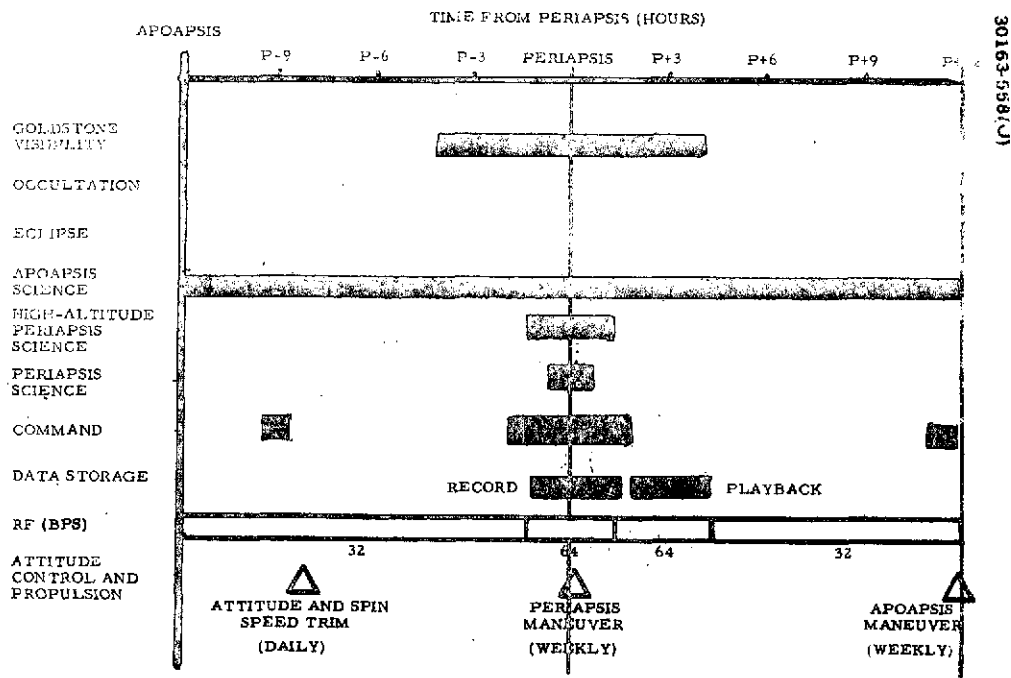 TIME FROM PERIAPSIS (HOURS)
APOAPSIS
P-9 P-6 P-3 PERIAPSIS P+3 P+6 P+9
30163-558(U)
GOLDSTONE
VISIBILITY
OCCULTATION
ECLIPSE
APOAPSIS
SCIENCE
HIGH-ALTITUDE
PERIAPSIS
SCIENCE
PERIAPSIS
SCIENCE
COMMAND
DATA STORAGE
RECORD
PLAYBACK
RF (BPS)
32 64 64 32
ATTITUDE
CONTROL AND
PROPULSION
ATTITUDE AND SPIN
SPEED TRIM
(DAILY)
PERIAPSIS
MANEUVER
(WEEKLY)
APOAPSIS
MANEUVER
(WEEKLY)